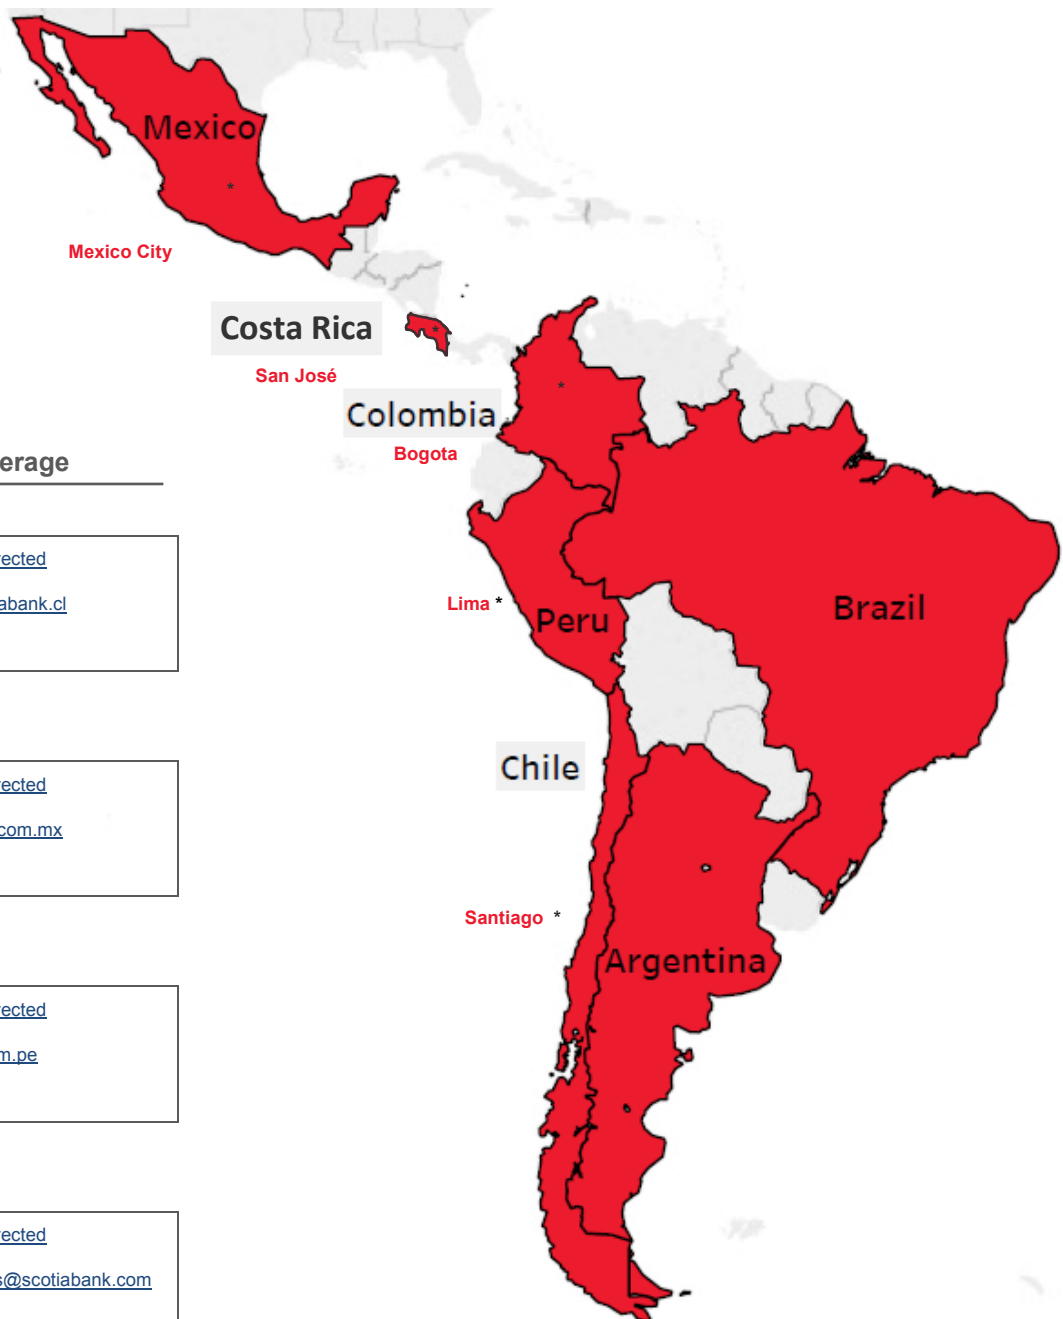 Mexico
*
Mexico City
Costa Rica
*
San José
*
Colombia
Bogota
erage
ected
abank.cl
Lima *
Peru
Brazil
Chile
ected
com.mx
Santiago *
Argentina
ected
m.pe
ected
s@scotiabank.com